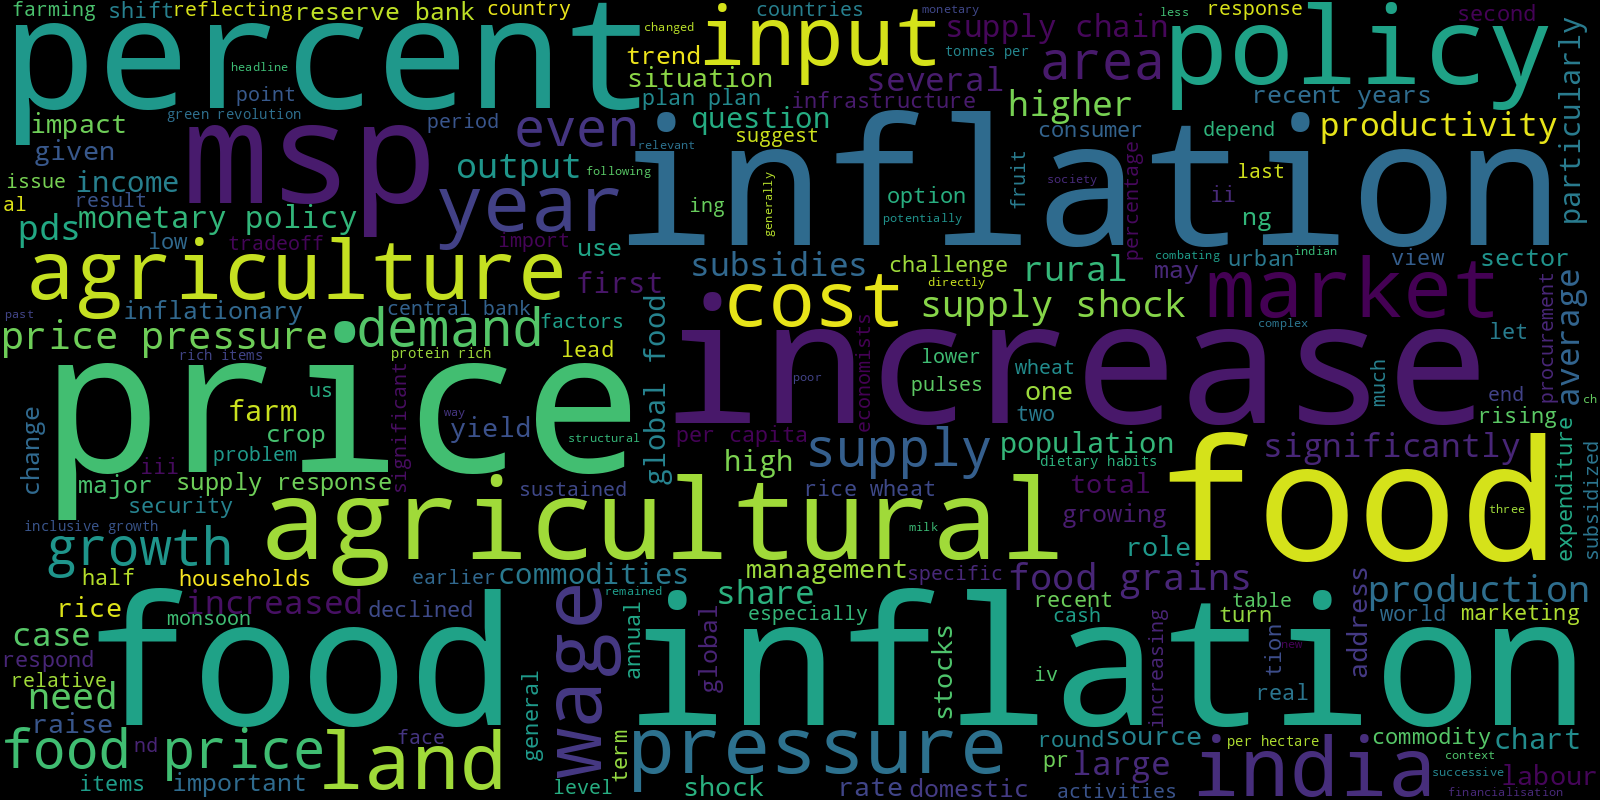 farming shift reflecting reserve bank country countries monetary less response second
percent changed input supply chain policy
headline trend tonnes per area particularly
situation several
point plan plan infrastructure higher recent years
green revolution
impact msp period even question suggest inflation consumer depend productivity
given output relevant last
issue income year following generally option fruit society percentage ii
al result ing potentially ng
pds monetary policy
low tradeoff import use combating urban indian view sector
agriculture subsidies challenge rural may market
first directly
inflationary central bank cost supply shock procurement average
past price pressure demand factors global food increase complex let
rich items protein rich lead economists lower wheat much
price us poor pulses one end ch
farm significant way yield two rising
change crop structural per capita supply population significantly
problem dietary habits food
iii high
major supply response agricultural sustained rice wheat total expenditure subsidized
security milk growing three
inclusive growth growth role
half households earlier commodities management specific food grains production
rice increased declined wage remained share recent table address
monsoon annual especially cash turn world marketing
case food inflation global stocks increasing tion new
respond
relative iv real
need general
raise
food price nd land face term pressure round source india per hectare commodity chart
pr large context
items important level shock rate domestic activities successive labour
financialisation